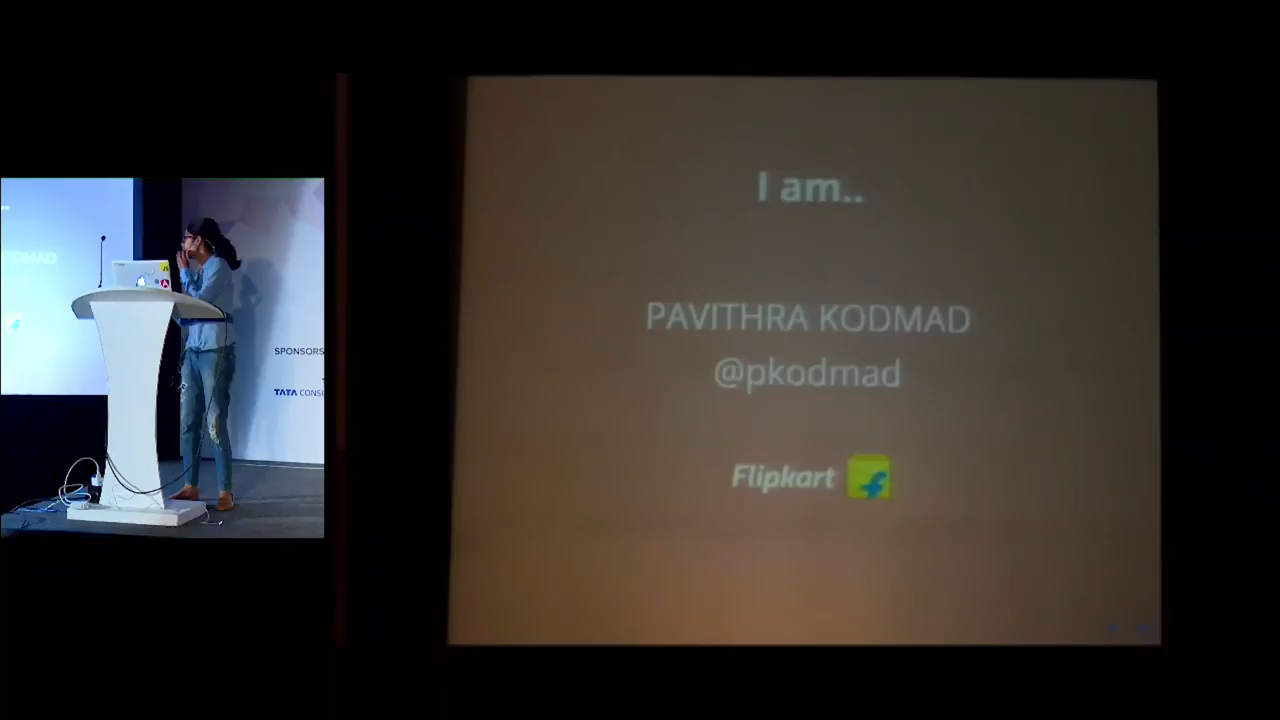 I am..
PAVITHRA KODMAD
@pkodmad
Flipkart
SPONSORS
TATA CONSU